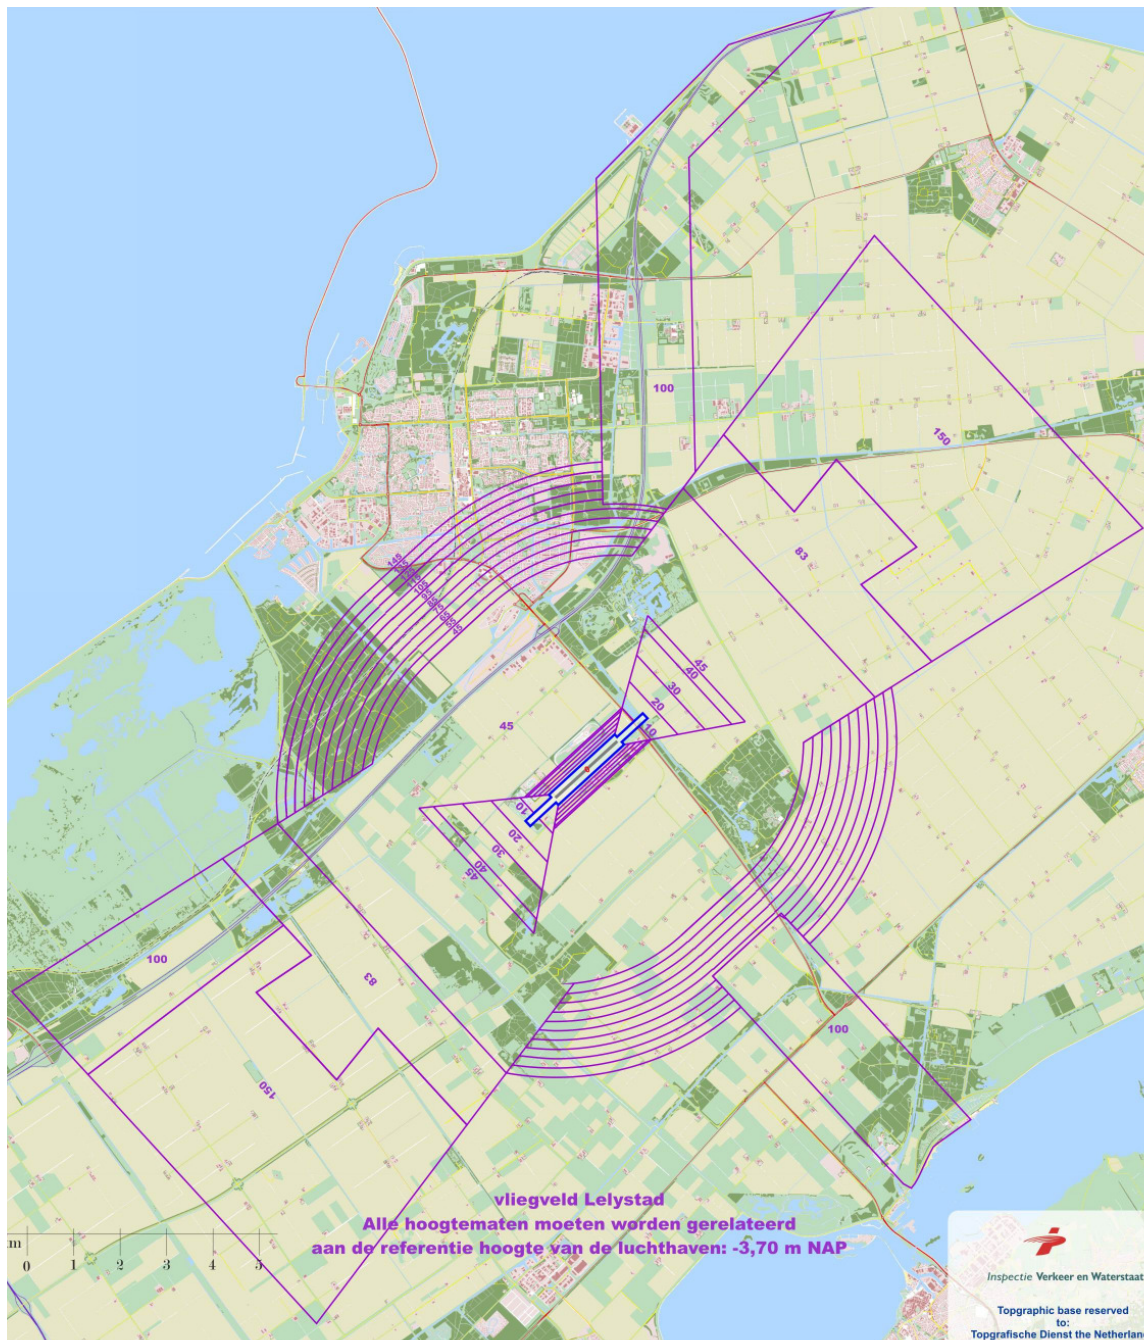 100
150
83
45
40
30
20
10
45
10
20
30
40
45
100
83
150
100
vliegveld Lelystad
Alle hoogtematen moeten worden gerelateerd
aan de referentie hoogte van de luchthaven: -3,70 m NAP
0 1 2 3 4 5
Inspectie Verkeer en Waterstaat
Topgraphic base reserved
to:
Topgrafische Dienst the Netherlan